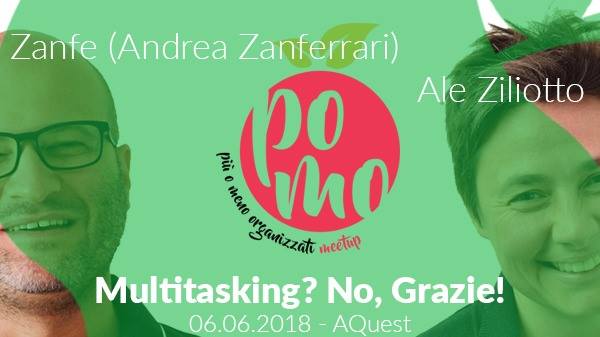 Zanfe (Andrea Zanferrari)
Ale Ziliotto
po
mo
più o meno organizzati meetup
Multitasking? No, Grazie!
06.06.2018 - AQuest